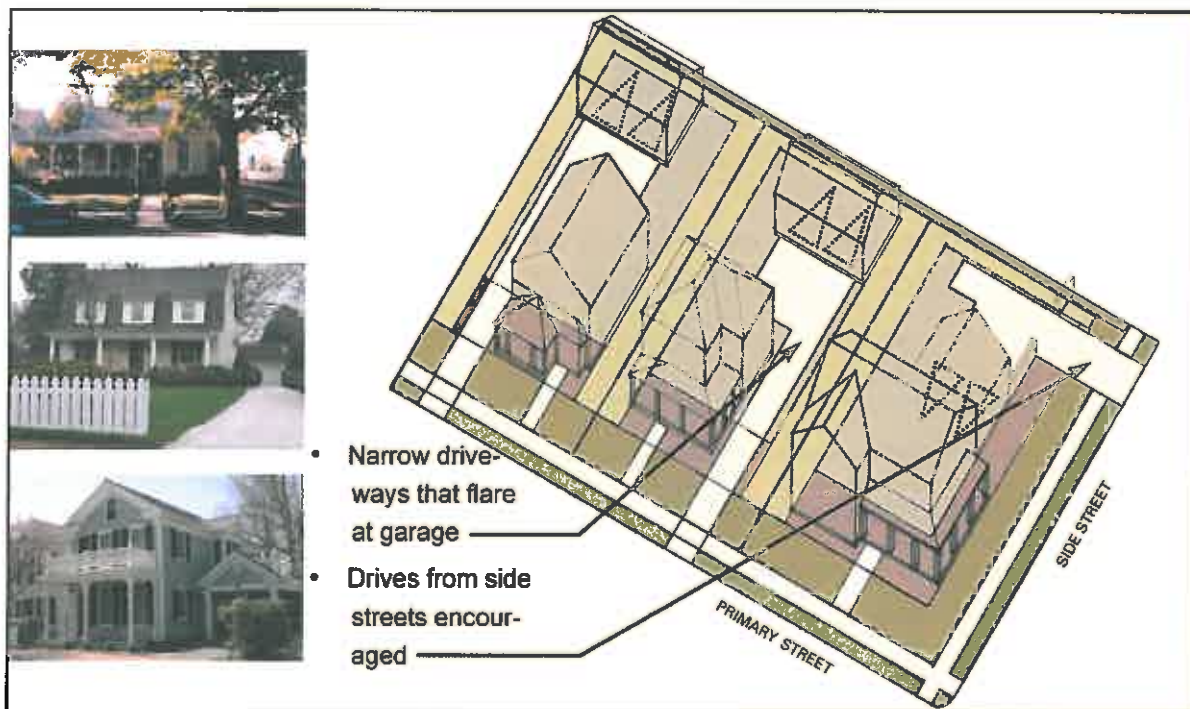 • Narrow drive-
ways that flare
at garage
• Drives from side
streets encour-
aged
PRIMARY STREET
SIDE STREET